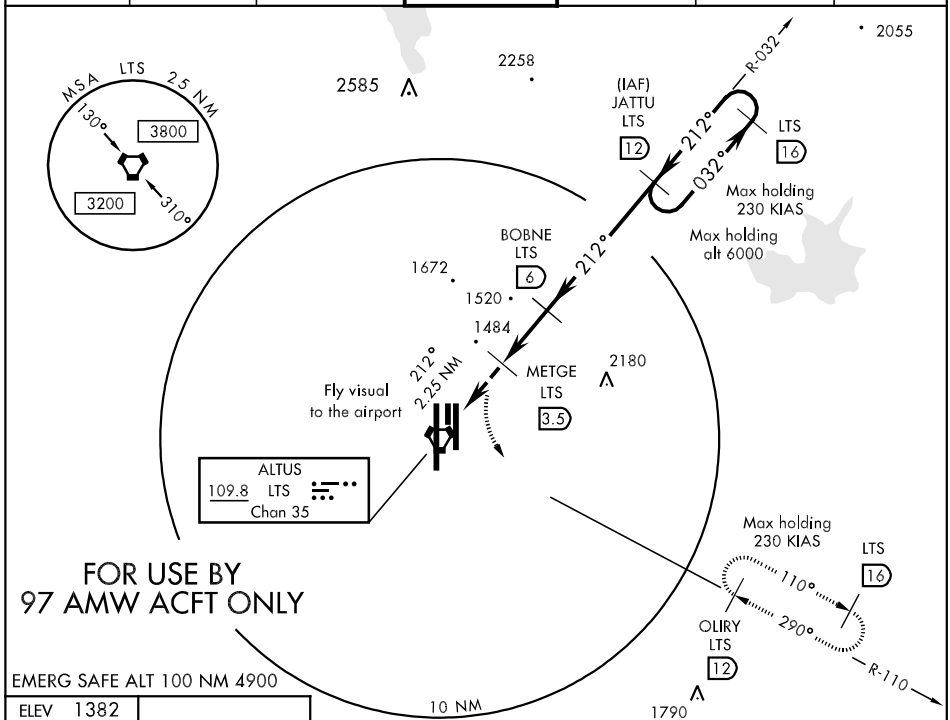 2055
R-032
2258
2585
(IAF)
JATTU
LTS
12
212°
032°
LTS
16
Max holding
230 KIAS
Max holding
alt 6000
MSA LTS 25 NM
130°
3800
3200
310°
BOBNE
LTS
6
212°
1672
1520
1484
212°
2.25 NM
METGE
LTS
3.5
2180
Fly visual
to the airport
ALTUS
109.8 LTS
Chan 35
Max holding
230 KIAS
LTS
16
110°
290°
OLIRY
LTS
12
R-110
FOR USE BY
97 AMW ACFT ONLY
EMERG SAFE ALT 100 NM 4900
ELEV 1382
10 NM
1790